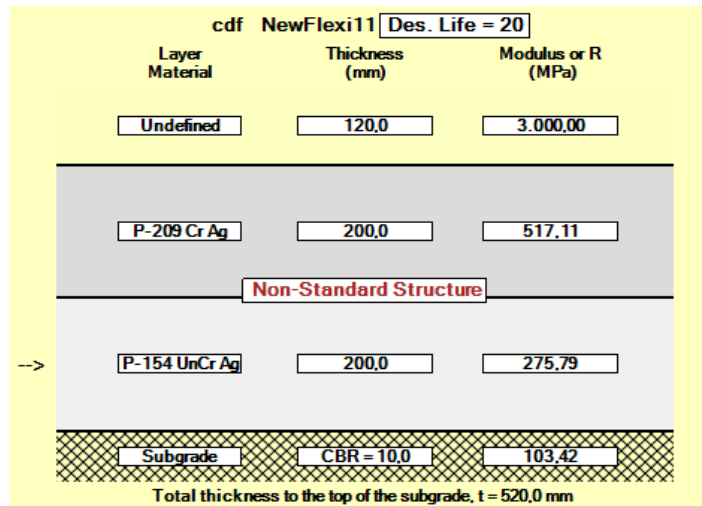 cdf NewFlexi11 Des. Life = 20
Layer Material Thickness (mm) Modulus or R (MPa)
Undefined 120,0 3.000,00
P-209 Cr Ag 200,0 517,11
Non-Standard Structure
--> P-154 UnCr Ag 200,0 275,79
Subgrade CBR = 10,0 103,42
Total thickness to the top of the subgrade, t = 520,0 mm